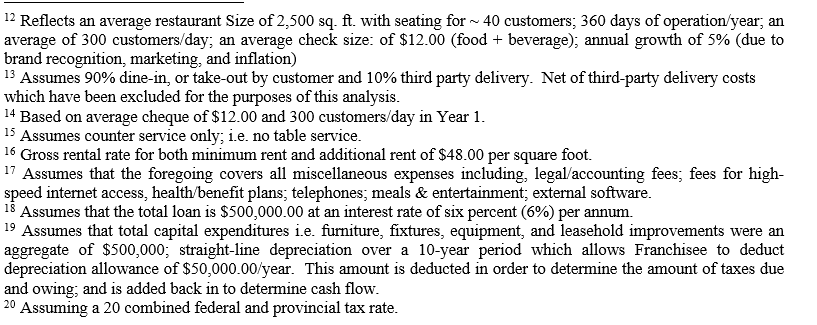 12 Reflects an average restaurant Size of 2,500 sq. ft. with seating for ~ 40 customers; 360 days of operation/year; an
average of 300 customers/day; an average check size: of $12.00 (food + beverage); annual growth of 5% (due to
brand recognition, marketing, and inflation)
13 Assumes 90% dine-in, or take-out by customer and 10% third party delivery.  Net of third-party delivery costs
which have been excluded for the purposes of this analysis.
14 Based on average cheque of $12.00 and 300 customers/day in Year 1.
15 Assumes counter service only; i.e. no table service.
16 Gross rental rate for both minimum rent and additional rent of $48.00 per square foot.
17 Assumes that the foregoing covers all miscellaneous expenses including, legal/accounting fees; fees for high-
speed internet access, health/benefit plans; telephones; meals & entertainment; external software.
18 Assumes that the total loan is $500,000.00 at an interest rate of six percent (6%) per annum.
19 Assumes that total capital expenditures i.e. furniture, fixtures, equipment, and leasehold improvements were an
aggregate of $500,000; straight-line depreciation over a 10-year period which allows Franchisee to deduct
depreciation allowance of $50,000.00/year.  This amount is deducted in order to determine the amount of taxes due
and owing; and is added back in to determine cash flow.
20 Assuming a 20 combined federal and provincial tax rate.